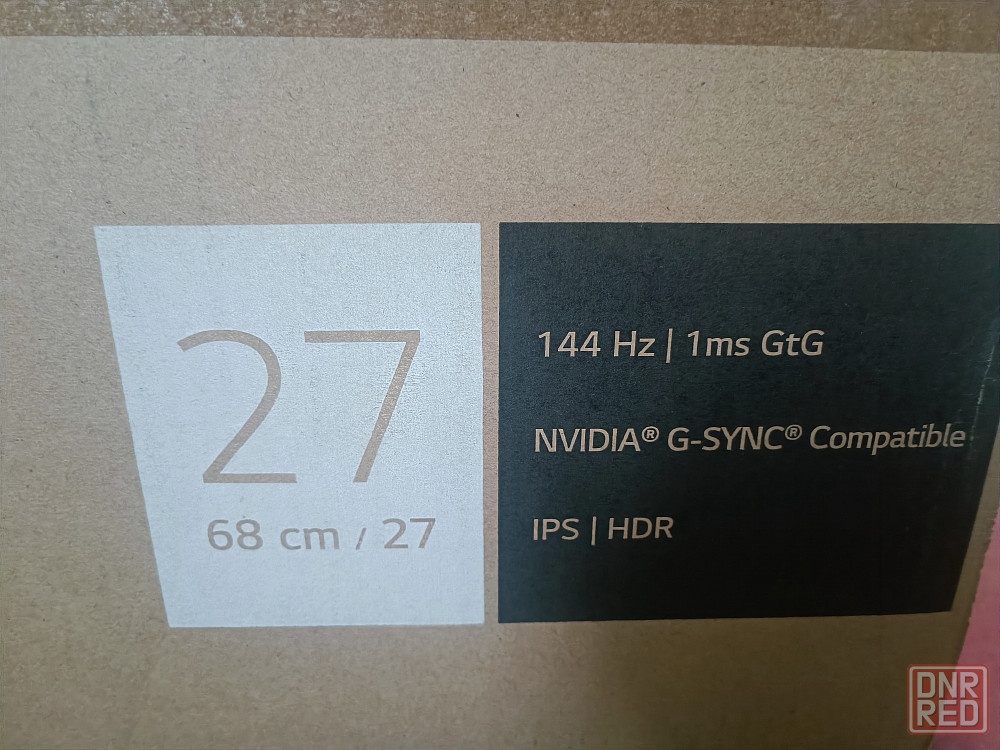 27
68 cm / 27
144 Hz | 1ms GtG
NVIDIA® G-SYNC® Compatible
IPS | HDR
DNR
RED